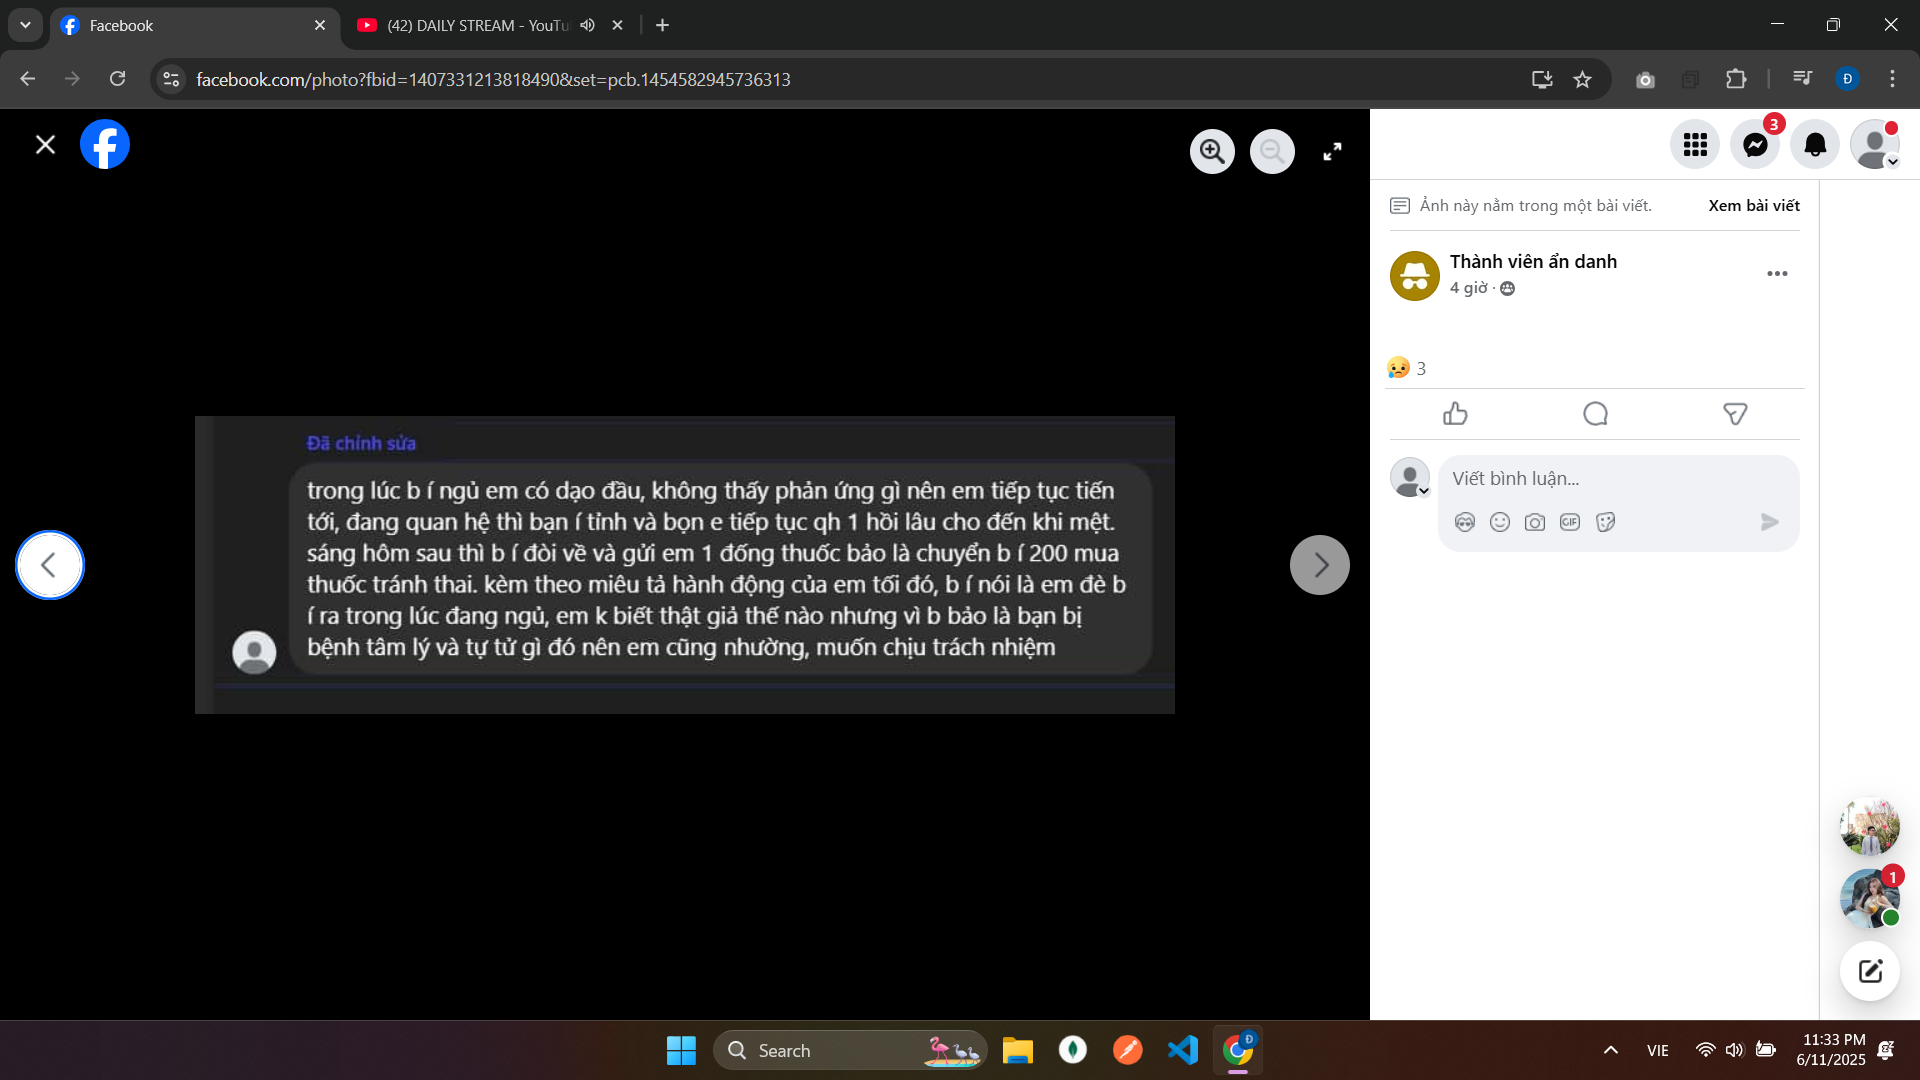 Facebook
(42) DAILY STREAM - YouTu
facebook.com/photo?fbid=1407331213818490&set=pcb.1454582945736313
3
Ảnh này nằm trong một bài viết.
Xem bài viết
Thành viên ẩn danh
4 giờ ·
3
Viết bình luận...
GIF
Đã chỉnh sửa
trong lúc b í ngủ em có dạo đầu, không thấy phản ứng gì nên em tiếp tục tiến
tới, đang quan hệ thì bạn í tỉnh và bọn e tiếp tục qh 1 hồi lâu cho đến khi mệt.
sáng hôm sau thì b í đòi về và gửi em 1 đống thuốc bảo là chuyển b í 200 mua
thuốc tránh thai. kèm theo miêu tả hành động của em tối đó, b í nói là em đè b
í ra trong lúc đang ngủ, em k biết thật giả thế nào nhưng vì b bảo là bạn bị
bệnh tâm lý và tự tử gì đó nên em cũng nhường, muốn chịu trách nhiệm
1
Search
Đ
Đ
VIE
11:33 PM
6/11/2025